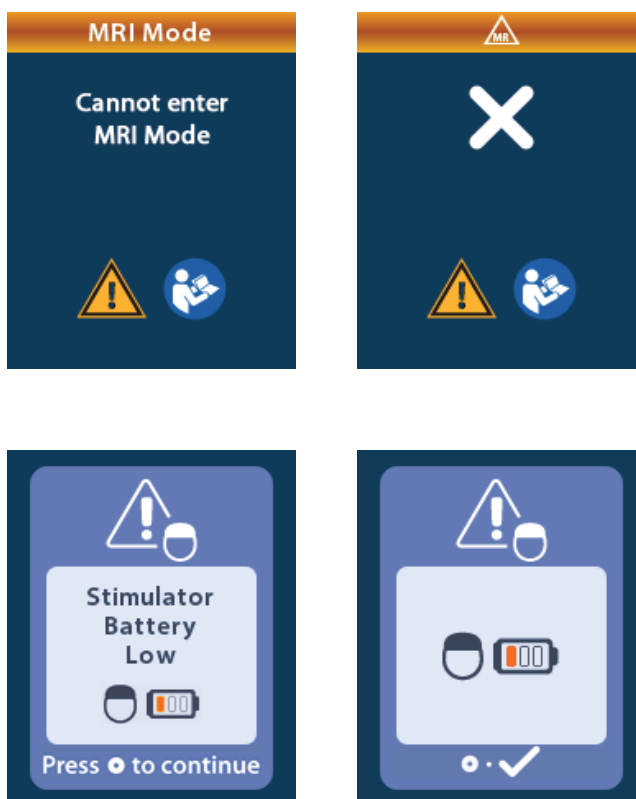 MRI Mode
MR
Cannot enter
MRI Mode
Stimulator
Battery
Low
Press to continue